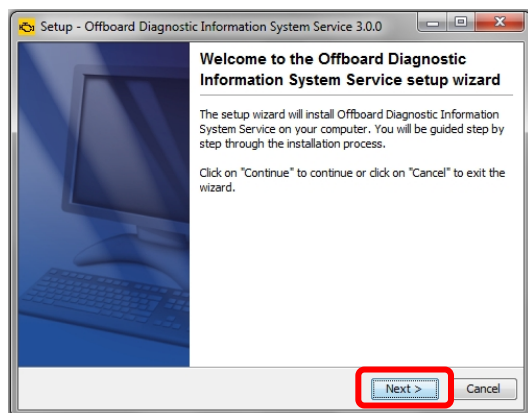 Setup - Offboard Diagnostic Information System Service 3.0.0
Welcome to the Offboard Diagnostic
Information System Service setup wizard
The setup wizard will install Offboard Diagnostic Information
System Service on your computer. You will be guided step by
step through the installation process.
Click on "Continue" to continue or click on "Cancel" to exit the
wizard.
Next >
Cancel